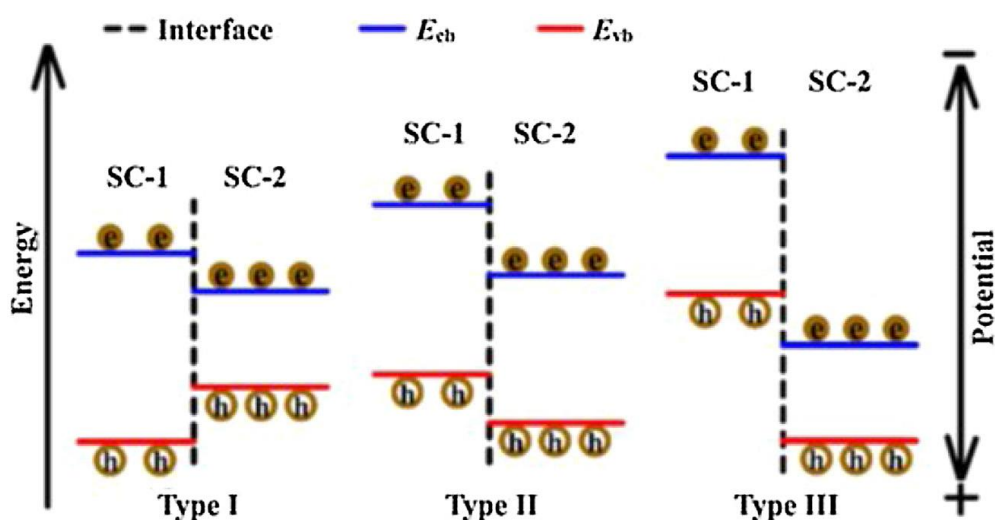 Interface
Ecb
Evb
SC-1
SC-2
SC-1
SC-2
SC-1
SC-2
Energy
Potential
−
+
e e
e e e
h h
h h h
e e
e e e
h h
h h h
e e
h h
e e e
h h h
Type I
Type II
Type III